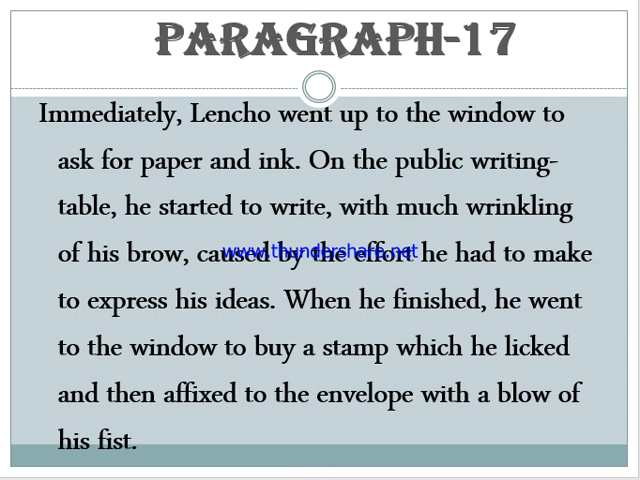 PARAGRAPH-17
Immediately, Lencho went up to the window to
ask for paper and ink. On the public writing-
table, he started to write, with much wrinkling
of his brow, caused by the effort he had to make
www.thundershare.net
to express his ideas. When he finished, he went
to the window to buy a stamp which he licked
and then affixed to the envelope with a blow of
his fist.